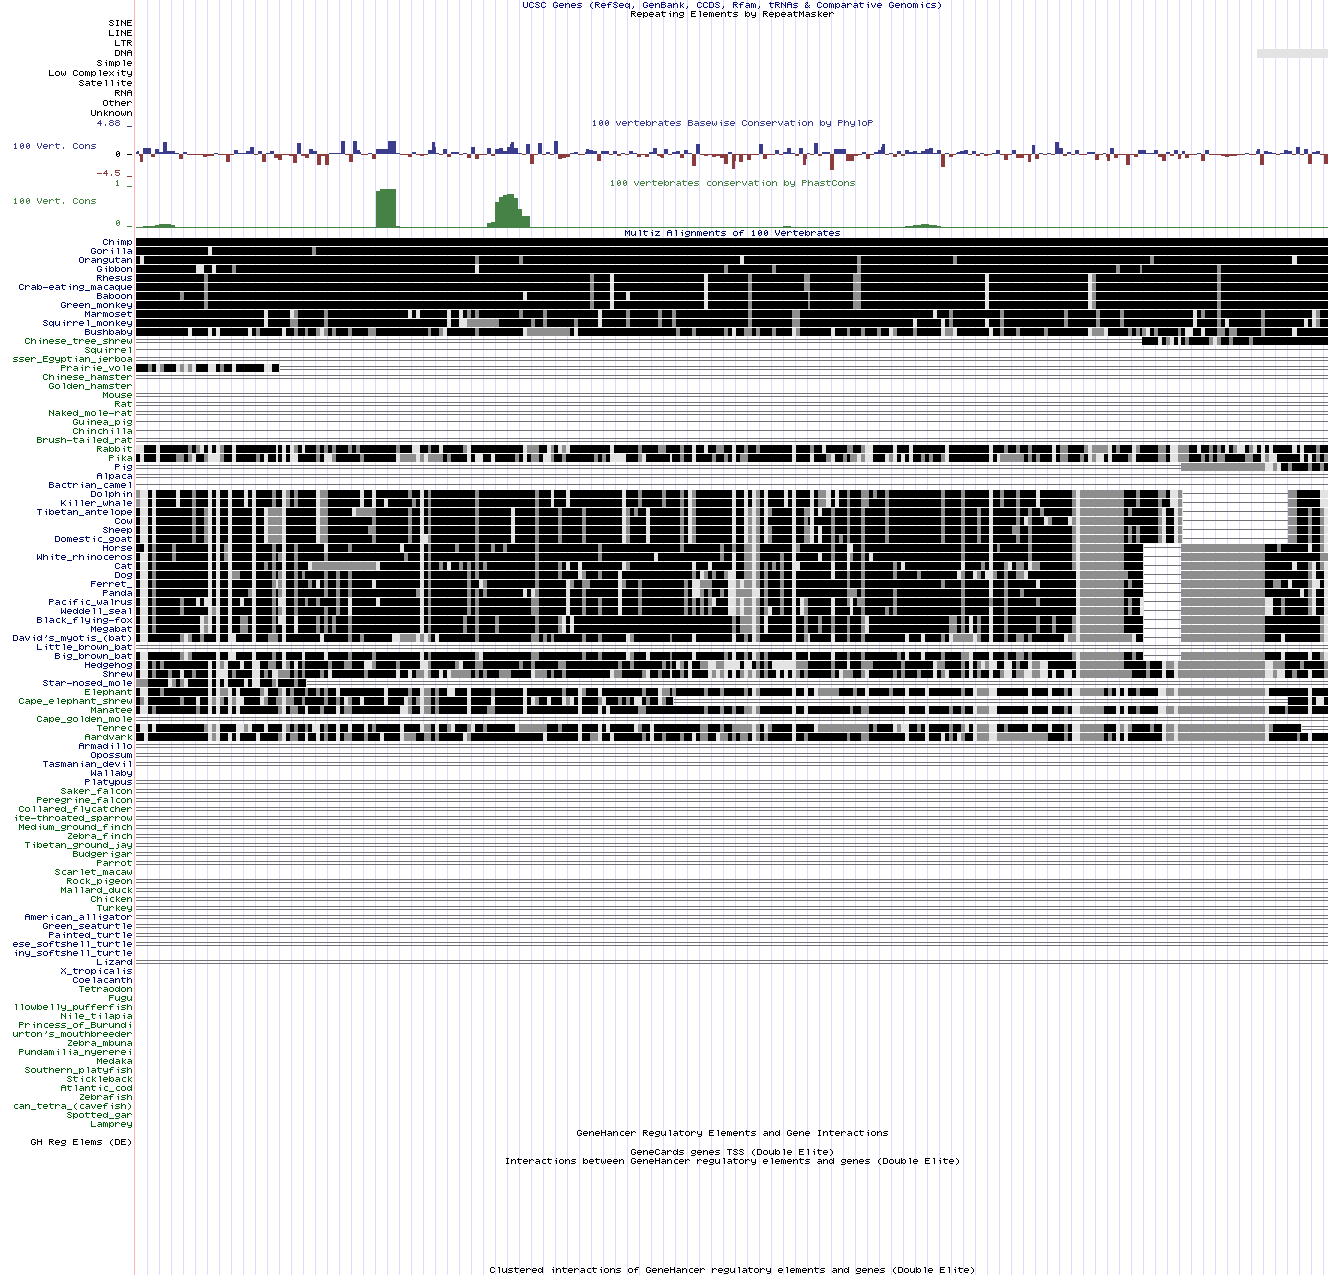 UCSC Genes (RefSeq, GenBank, CCDS, Rfam, tRNAs & Comparative Genomics)
Repeating Elements by RepeatMasker
SINE
LINE
LTR
DNA
Simple
Low Complexity
Satellite
RNA
Other
Unknown
4.88 _
100 vertebrates Basewise Conservation by PhyloP
100 Vert. Cons
0 _
-4.5 _
1 _
100 vertebrates conservation by PhastCons
100 Vert. Cons
0 _
Multiz Alignments of 100 Vertebrates
Chimp
Gorilla
Orangutan
Gibbon
Rhesus
Crab-eating_macaque
Baboon
Green_monkey
Marmoset
Squirrel_monkey
Bushbaby
Chinese_tree_shrew
Squirrel
sser_Egyptian_jerboa
Prairie_vole
Chinese_hamster
Golden_hamster
Mouse
Rat
Naked_mole-rat
Guinea_pig
Chinchilla
Brush-tailed_rat
Rabbit
Pika
Pig
Alpaca
Bactrian_camel
Dolphin
Killer_whale
Tibetan_antelope
Cow
Sheep
Domestic_goat
Horse
White_rhinoceros
Cat
Dog
Ferret_
Panda
Pacific_walrus
Weddell_seal
Black_flying-fox
Megabat
David's_myotis_(bat)
Little_brown_bat
Big_brown_bat
Hedgehog
Shrew
Star-nosed_mole
Elephant
Cape_elephant_shrew
Manatee
Cape_golden_mole
Tenrec
Aardvark
Armadillo
Opossum
Tasmanian_devil
Wallaby
Platypus
Saker_falcon
Peregrine_falcon
Collared_flycatcher
ite-throated_sparrow
Medium_ground_finch
Zebra_finch
Tibetan_ground_jay
Budgerigar
Parrot
Scarlet_macaw
Rock_pigeon
Mallard_duck
Chicken
Turkey
American_alligator
Green_seaturtle
Painted_turtle
ese_softshell_turtle
iny_softshell_turtle
Lizard
X_tropicalis
Coelacanth
Tetraodon
Fugu
llowbelly_pufferfish
Nile_tilapia
Princess_of_Burundi
urton's_mouthbreeder
Zebra_mbuna
Pundamilia_nyererei
Medaka
Southern_platyfish
Stickleback
Atlantic_cod
Zebrafish
can_tetra_(cavefish)
Spotted_gar
Lamprey
GeneHancer Regulatory Elements and Gene Interactions
GH Reg Elems (DE)
GeneCards genes TSS (Double Elite)
Interactions between GeneHancer regulatory elements and genes (Double Elite)
Clustered interactions of GeneHancer regulatory elements and genes (Double Elite)